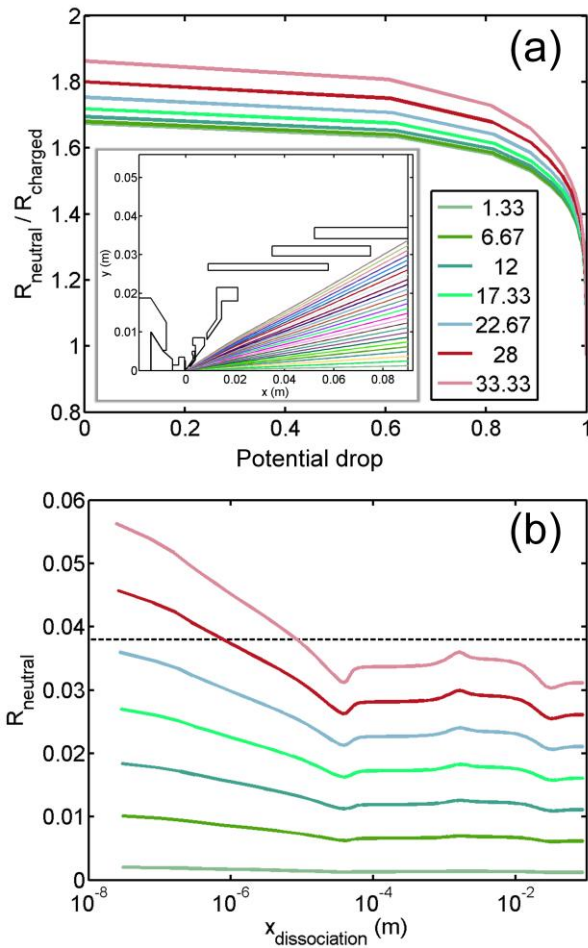 (a)
2
1.8
1.6
1.4
1.2
1
0.8
R_neutral / R_charged
0 0.2 0.4 0.6 0.8 1
Potential drop
0.05
0.04
0.03
0.02
0.01
0
y (m)
0 0.02 0.04 0.06 0.08
x (m)
1.33
6.67
12
17.33
22.67
28
33.33
(b)
0.06
0.05
0.04
0.03
0.02
0.01
0
R_neutral
10^-8 10^-6 10^-4 10^-2
x_dissociation (m)